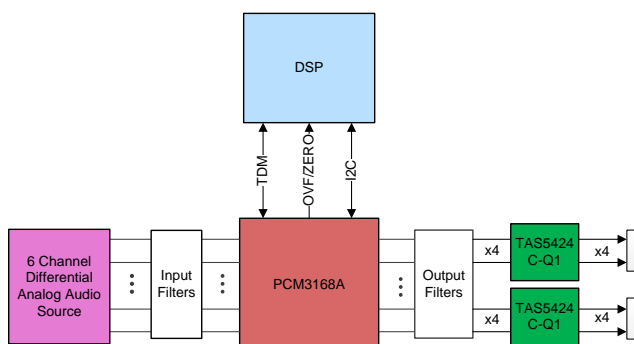 DSP
TDM
OVF/ZERO
I2C
6 Channel
Differential
Analog Audio
Source
Input
Filters
PCM3168A
Output
Filters
x4
TAS5424
C-Q1
x4
x4
TAS5424
C-Q1
x4